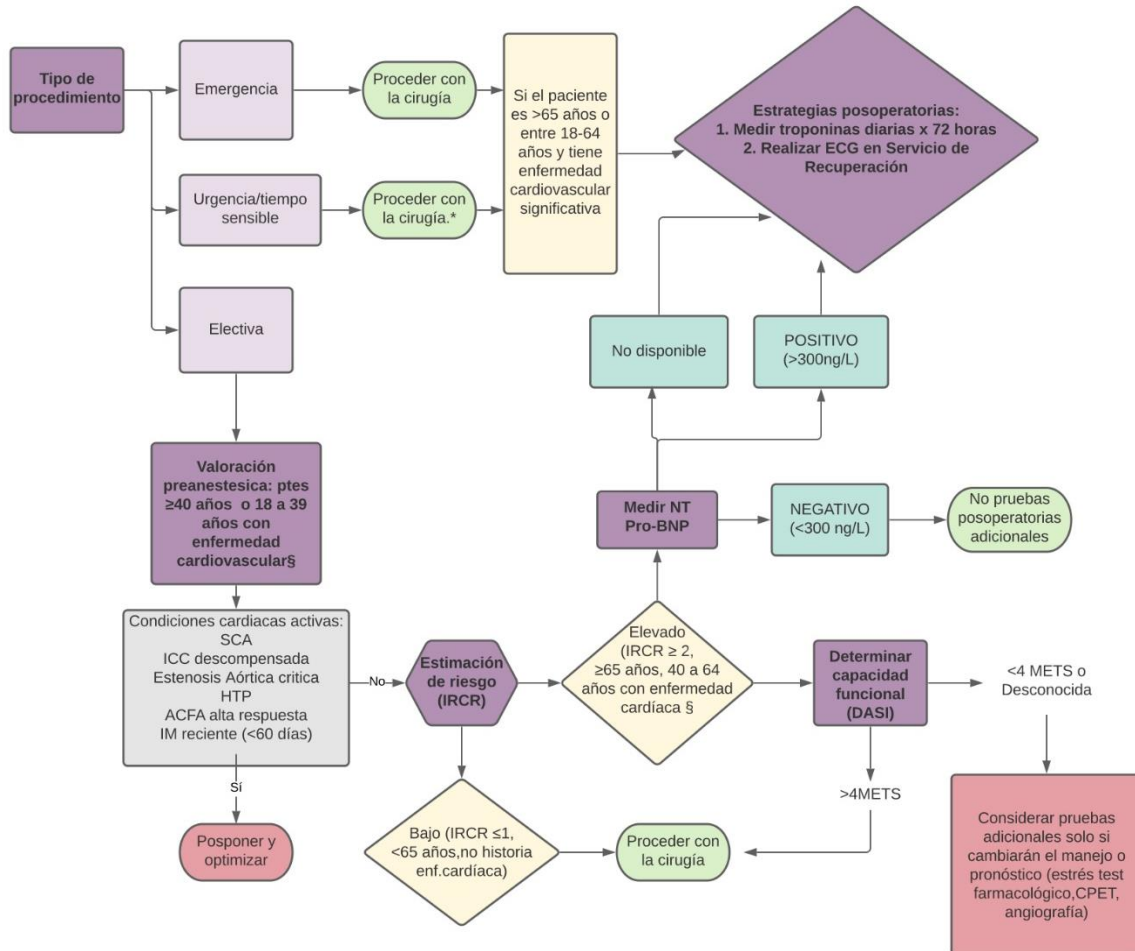 Tipo de
procedimiento
Emergencia
Proceder con
la cirugía
Si el paciente
es >65 años o
entre 18-64
años y tiene
enfermedad
cardiovascular
significativa
Estrategias posoperatorias:
1. Medir troponinas diarias x 72 horas
2. Realizar ECG en Servicio de
Recuperación
Urgencia/tiempo
sensible
Proceder con
la cirugía.*
Electiva
No disponible
POSITIVO
(>300ng/L)
Valoración
preanestesica: ptes
≥40 años o 18 a 39
años con
enfermedad
cardiovascular§
Medir NT
Pro-BNP
NEGATIVO
(<300 ng/L)
No pruebas
posoperatorias
adicionales
Condiciones cardiacas activas:
SCA
ICC descompensada
Estenosis Aórtica critica
HTP
ACFA alta respuesta
IM reciente (<60 días)
No
Estimación
de riesgo
(IRCR)
Elevado
(IRCR ≥ 2,
≥65 años, 40 a 64
años con enfermedad
cardíaca §
Determinar
capacidad
funcional
(DASI)
<4 METS o
Desconocida
Sí
Posponer y
optimizar
Bajo (IRCR ≤1,
<65 años,no historia
enf.cardíaca)
Proceder con
la cirugía
>4METS
Considerar pruebas
adicionales solo si
cambiarán el manejo o
pronóstico (estrés test
farmacológico,CPET,
angiografía)